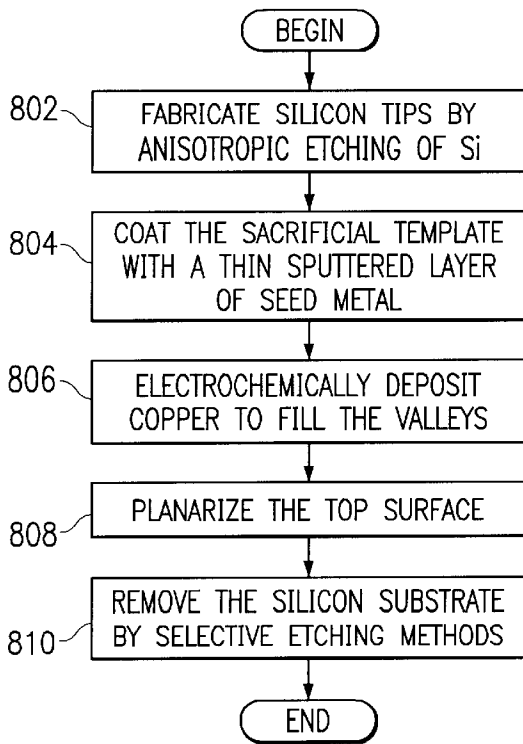 BEGIN
802
FABRICATE SILICON TIPS BY
ANISOTROPIC ETCHING OF Si
804
COAT THE SACRIFICIAL TEMPLATE
WITH A THIN SPUTTERED LAYER
OF SEED METAL
806
ELECTROCHEMICALLY DEPOSIT
COPPER TO FILL THE VALLEYS
808
PLANARIZE THE TOP SURFACE
810
REMOVE THE SILICON SUBSTRATE
BY SELECTIVE ETCHING METHODS
END